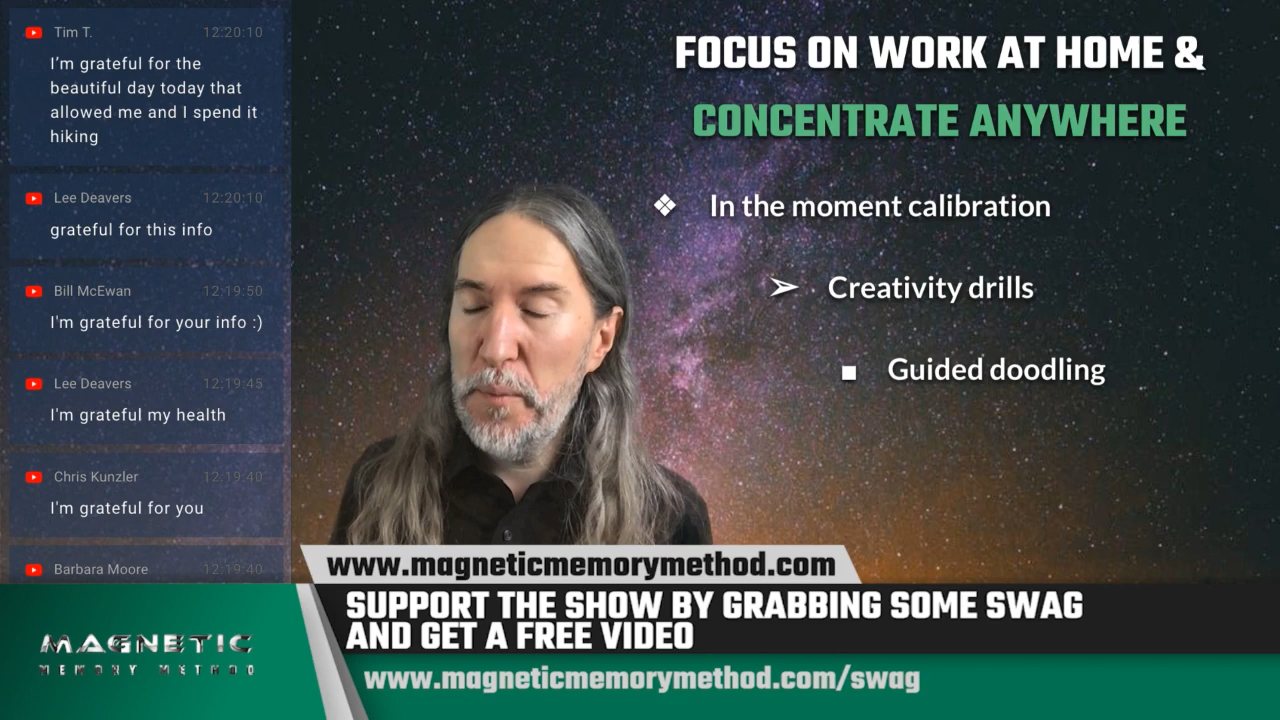 Tim T. 12:20:10
I'm grateful for the
beautiful day today that
allowed me and I spend it
hiking
Lee Deavers 12:20:10
grateful for this info
Bill McEwan 12:19:50
I'm grateful for your info :)
Lee Deavers 12:19:45
I'm grateful my health
Chris Kunzler 12:19:40
I'm grateful for you
Barbara Moore 12:19:40
FOCUS ON WORK AT HOME &
CONCENTRATE ANYWHERE
❖ In the moment calibration
➢ Creativity drills
▪ Guided doodling
www.magneticmemorymethod.com
SUPPORT THE SHOW BY GRABBING SOME SWAG
AND GET A FREE VIDEO
www.magneticmemorymethod.com/swag
MAGNETIC
MEMORY METHOD